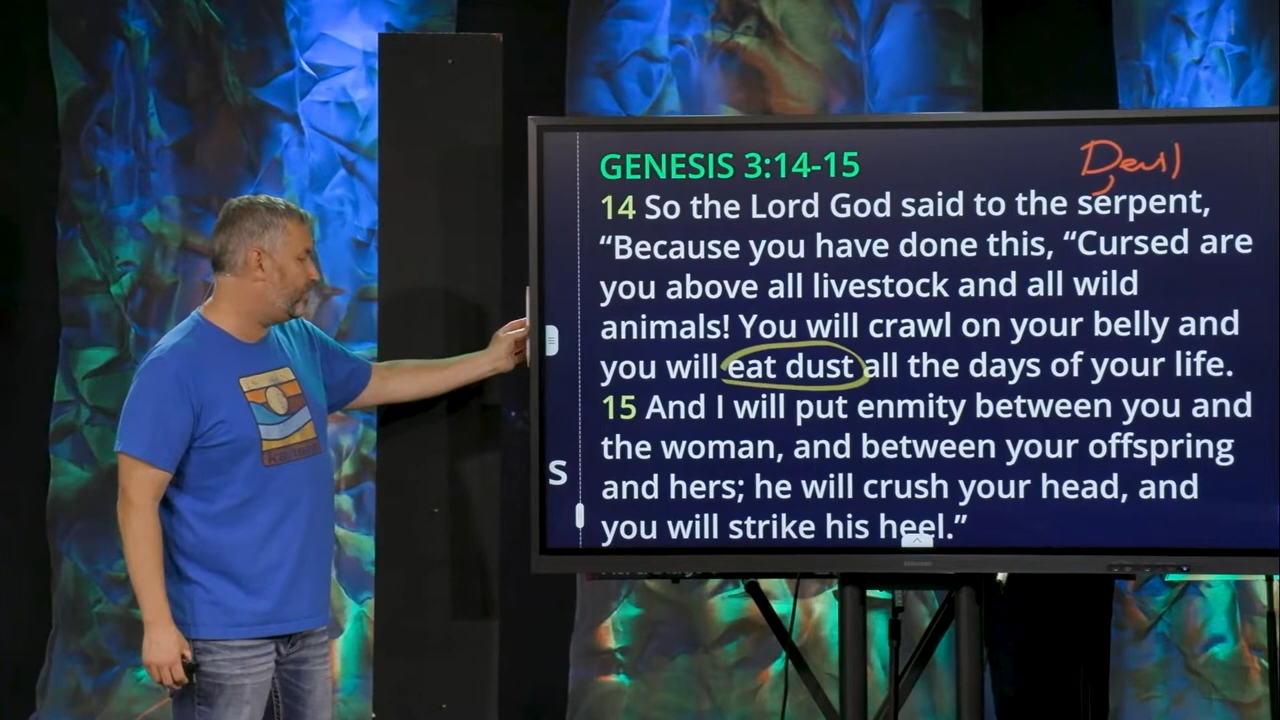 GENESIS 3:14-15
Devil
14 So the Lord God said to the serpent,
“Because you have done this, “Cursed are
you above all livestock and all wild
animals! You will crawl on your belly and
you will eat dust all the days of your life.
15 And I will put enmity between you and
the woman, and between your offspring
S
and hers; he will crush your head, and
you will strike his heel.”